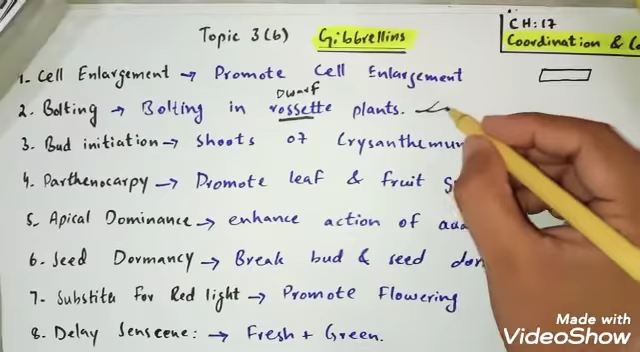 CH:17
Topic 3(b) Gibbrellins
Coordination &
1- Cell Enlargement → Promote Cell Enlargement
Dwarf
2. Bolting → Bolting in rossette plants.
3. Bud initiation → shoots of Crysanthemum
4. Parthenocarpy → Promote leaf & fruit
5. Apical Dominance → enhance action of
6. Seed Dormancy → Break bud & seed
7- Substite for Red light → Promote Flowering
8. Delay Senscene: → Fresh + Green.
Made with
VideoShow